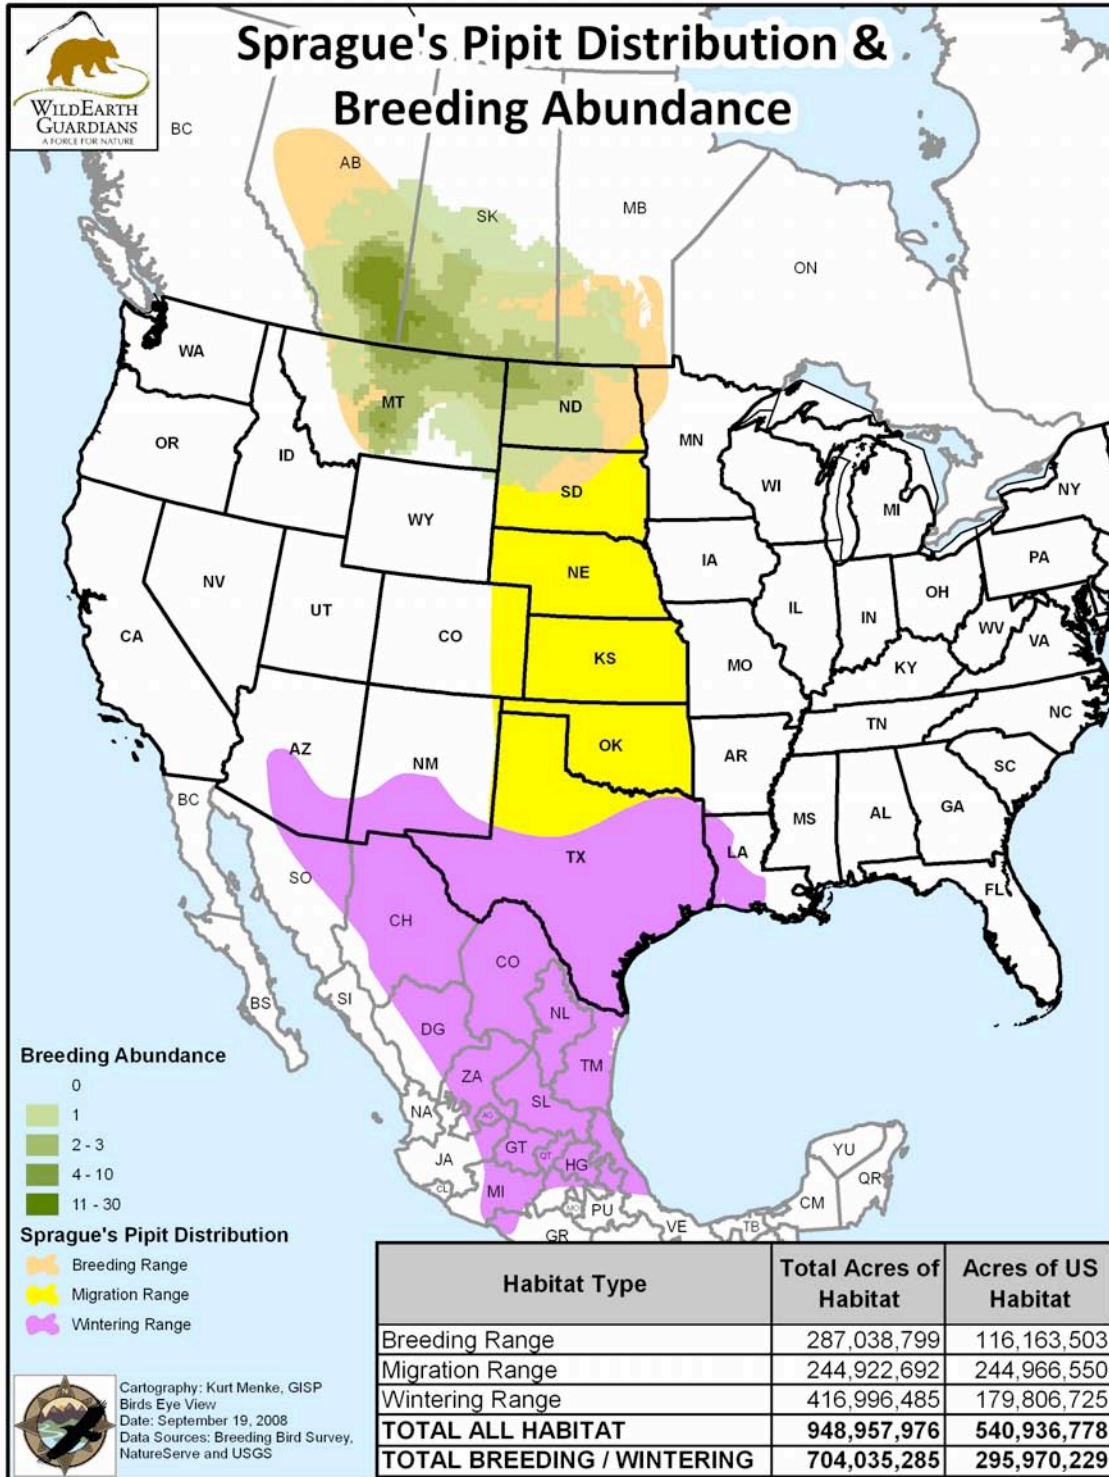 Sprague's Pipit Distribution &
Breeding Abundance
WILDEARTH
GUARDIANS
A FORCE FOR NATURE
BC
AB
SK
MB
ON
WA
MT
ND
MN
OR
ID
SD
WI
MI
NY
WY
IA
PA
NE
NV
UT
CO
IL
IN
OH
WV
VA
CA
KS
MO
KY
NC
TN
AZ
NM
OK
AR
SC
BC
MS
AL
GA
TX
LA
SO
FL
CH
CO
BS
SI
NL
DG
TM
ZA
SL
NA
AG
JA
GT
QT
HG
YU
QR
CL
MI
PU
CM
VE
TB
GR
Breeding Abundance
0
1
2 - 3
4 - 10
11 - 30
Sprague's Pipit Distribution
Breeding Range
Migration Range
Wintering Range
Habitat Type Total Acres of Habitat Acres of US Habitat
Breeding Range 287,038,799 116,163,503
Migration Range 244,922,692 244,966,550
Wintering Range 416,996,485 179,806,725
TOTAL ALL HABITAT 948,957,976 540,936,778
TOTAL BREEDING / WINTERING 704,035,285 295,970,229
N
Cartography: Kurt Menke, GISP
Birds Eye View
Date: September 19, 2008
Data Sources: Breeding Bird Survey,
NatureServe and USGS